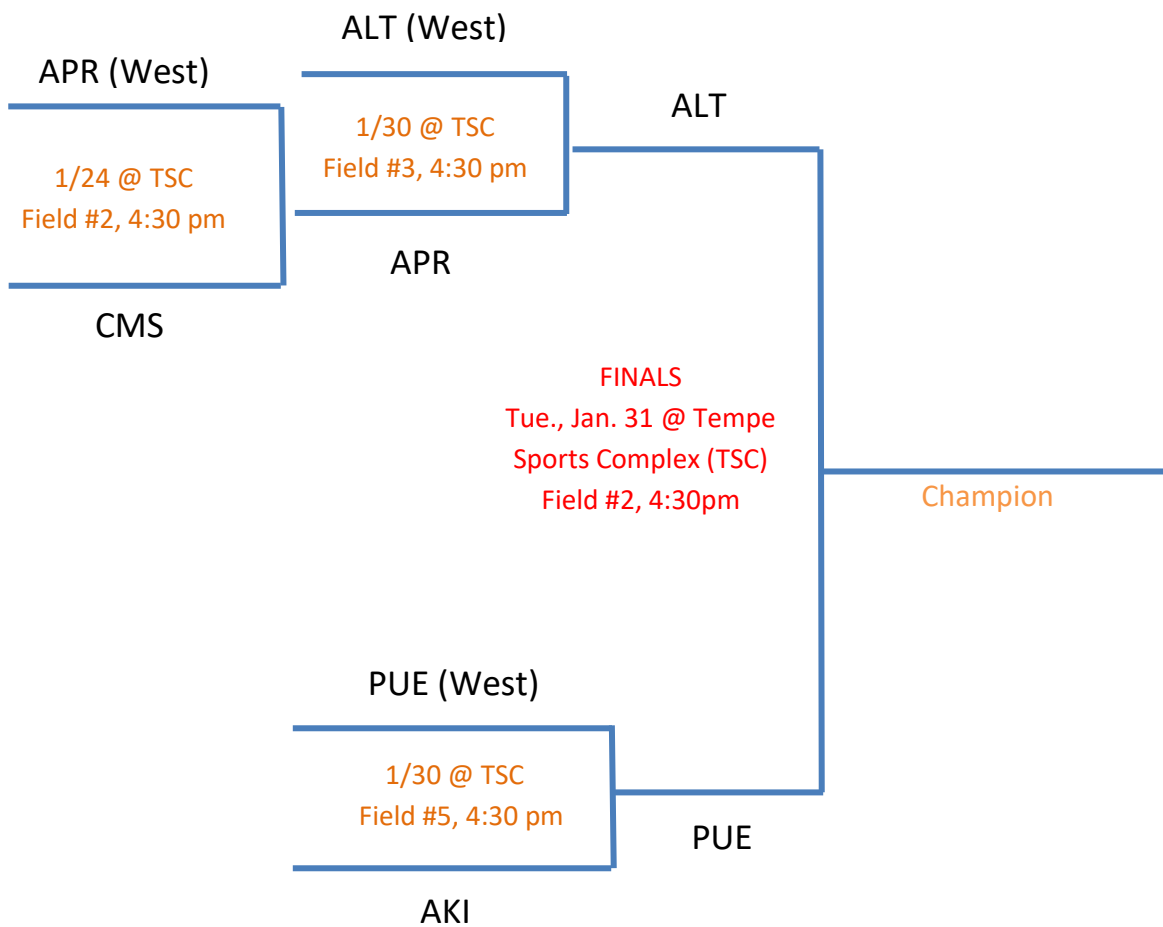 ALT (West)
APR (West)
1/30 @ TSC
Field #3, 4:30 pm
ALT
1/24 @ TSC
Field #2, 4:30 pm
APR
CMS
FINALS
Tue., Jan. 31 @ Tempe
Sports Complex (TSC)
Field #2, 4:30pm
Champion
PUE (West)
1/30 @ TSC
Field #5, 4:30 pm
PUE
AKI